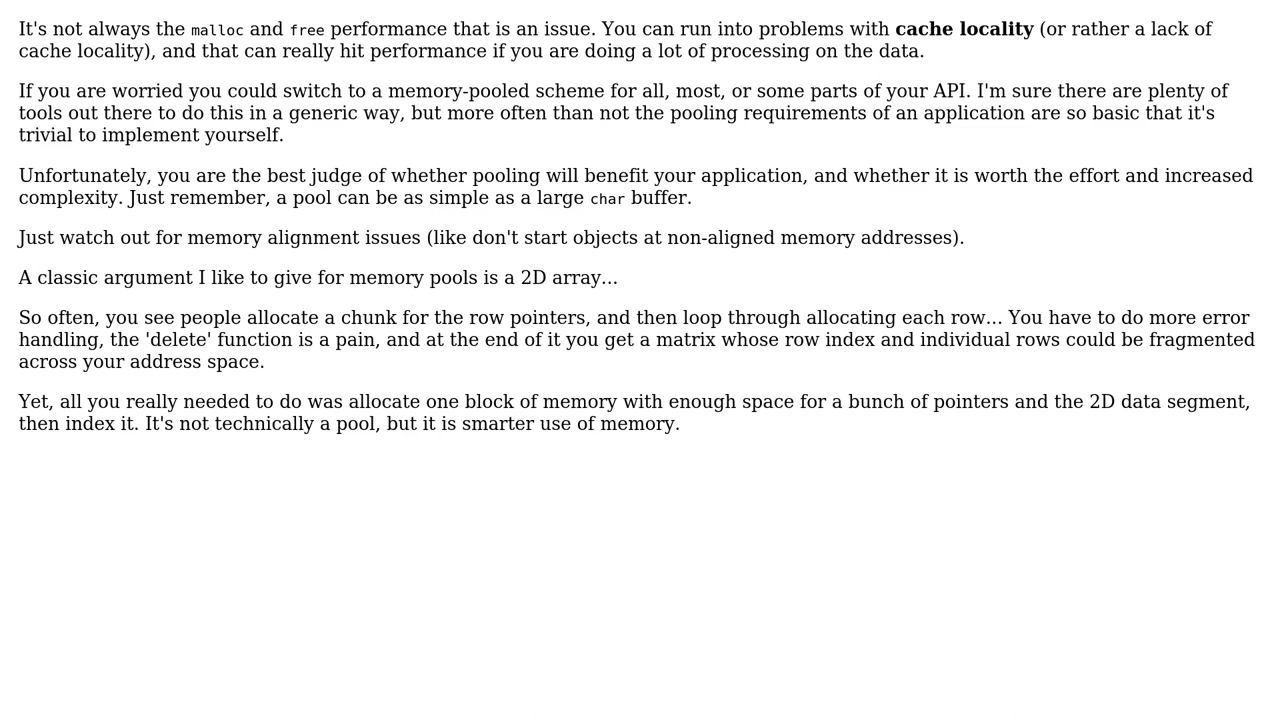 It's not always the malloc and free performance that is an issue. You can run into problems with cache locality (or rather a lack of
cache locality), and that can really hit performance if you are doing a lot of processing on the data.
If you are worried you could switch to a memory-pooled scheme for all, most, or some parts of your API. I'm sure there are plenty of
tools out there to do this in a generic way, but more often than not the pooling requirements of an application are so basic that it's
trivial to implement yourself.
Unfortunately, you are the best judge of whether pooling will benefit your application, and whether it is worth the effort and increased
complexity. Just remember, a pool can be as simple as a large char buffer.
Just watch out for memory alignment issues (like don't start objects at non-aligned memory addresses).
A classic argument I like to give for memory pools is a 2D array...
So often, you see people allocate a chunk for the row pointers, and then loop through allocating each row... You have to do more error
handling, the 'delete' function is a pain, and at the end of it you get a matrix whose row index and individual rows could be fragmented
across your address space.
Yet, all you really needed to do was allocate one block of memory with enough space for a bunch of pointers and the 2D data segment,
then index it. It's not technically a pool, but it is smarter use of memory.